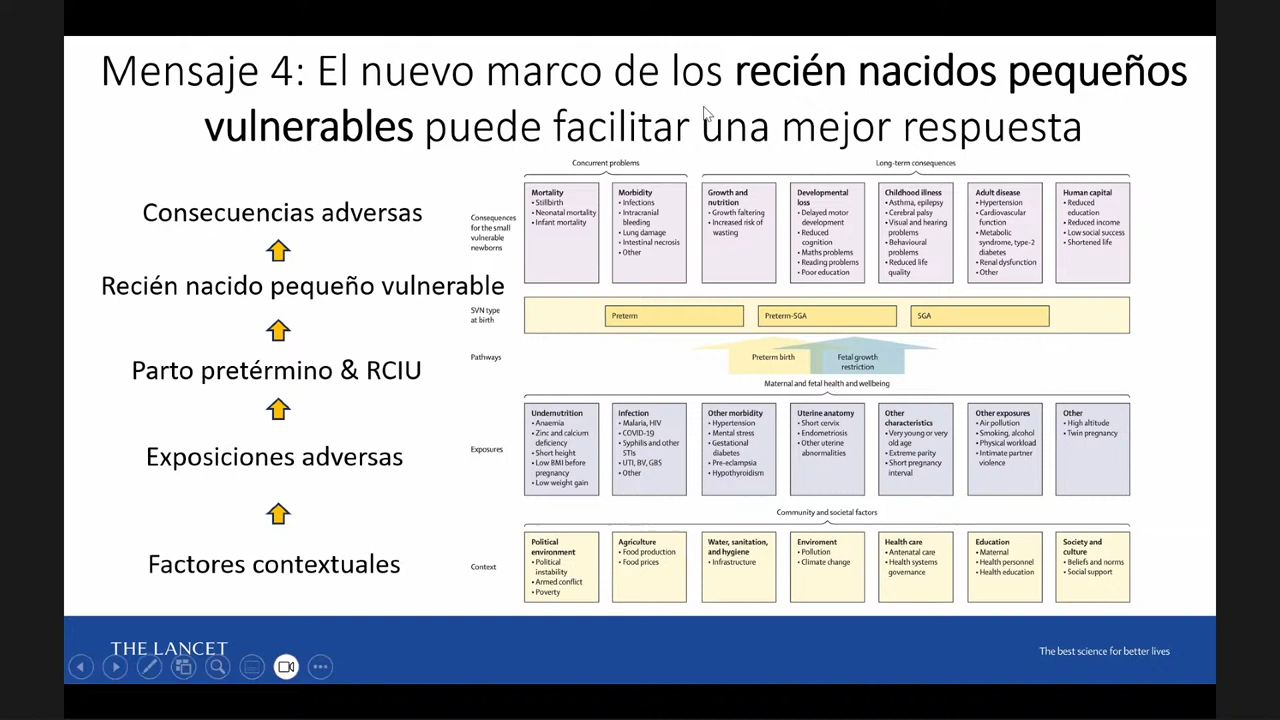 Mensaje 4: El nuevo marco de los recién nacidos pequeños
vulnerables puede facilitar una mejor respuesta
Consecuencias adversas
Recién nacido pequeño vulnerable
Parto pretérmino & RCIU
Exposiciones adversas
Factores contextuales
Concurrent problems
Long-term consequences
Consequences
for the small
vulnerable
newborns
Mortality
• Stillbirth
• Neonatal mortality
• Infant mortality
Morbidity
• Infections
• Intracranial
bleeding
• Lung damage
• Intestinal necrosis
• Other
Growth and
nutrition
• Growth faltering
• Increased risk of
wasting
Developmental
loss
• Delayed motor
development
• Reduced
cognition
• Maths problems
• Reading problems
• Poor education
Childhood illness
• Asthma, epilepsy
• Cerebral palsy
• Visual and hearing
problems
• Behavioural
problems
• Reduced life
quality
Adult disease
• Hypertension
• Cardiovascular
function
• Metabolic
syndrome, type-2
diabetes
• Renal dysfunction
• Other
Human capital
• Reduced
education
• Reduced income
• Low social success
• Shortened life
SVN type
at birth
Preterm
Preterm-SGA
SGA
Pathways
Preterm birth
Fetal growth
restriction
Maternal and fetal health and wellbeing
Exposures
Undernutrition
• Anaemia
• Zinc and calcium
deficiency
• Short height
• Low BMI before
pregnancy
• Low weight gain
Infection
• Malaria, HIV
• COVID-19
• Syphilis and other
STIs
• UTI, BV, GBS
• Other
Other morbidity
• Hypertension
• Mental stress
• Gestational
diabetes
• Pre-eclampsia
• Hypothyroidism
Uterine anatomy
• Short cervix
• Endometriosis
• Other uterine
abnormalities
Other
characteristics
• Very young or very
old age
• Extreme parity
• Short pregnancy
interval
Other exposures
• Air pollution
• Smoking, alcohol
• Physical workload
• Intimate partner
violence
Other
• High altitude
• Twin pregnancy
Community and societal factors
Context
Political
environment
• Political
instability
• Armed conflict
• Poverty
Agriculture
• Food production
• Food prices
Water, sanitation,
and hygiene
• Infrastructure
Enviroment
• Pollution
• Climate change
Health care
• Antenatal care
• Health systems
governance
Education
• Maternal
• Health personnel
• Health education
Society and
culture
• Beliefs and norms
• Social support
THE LANCET
The best science for better lives